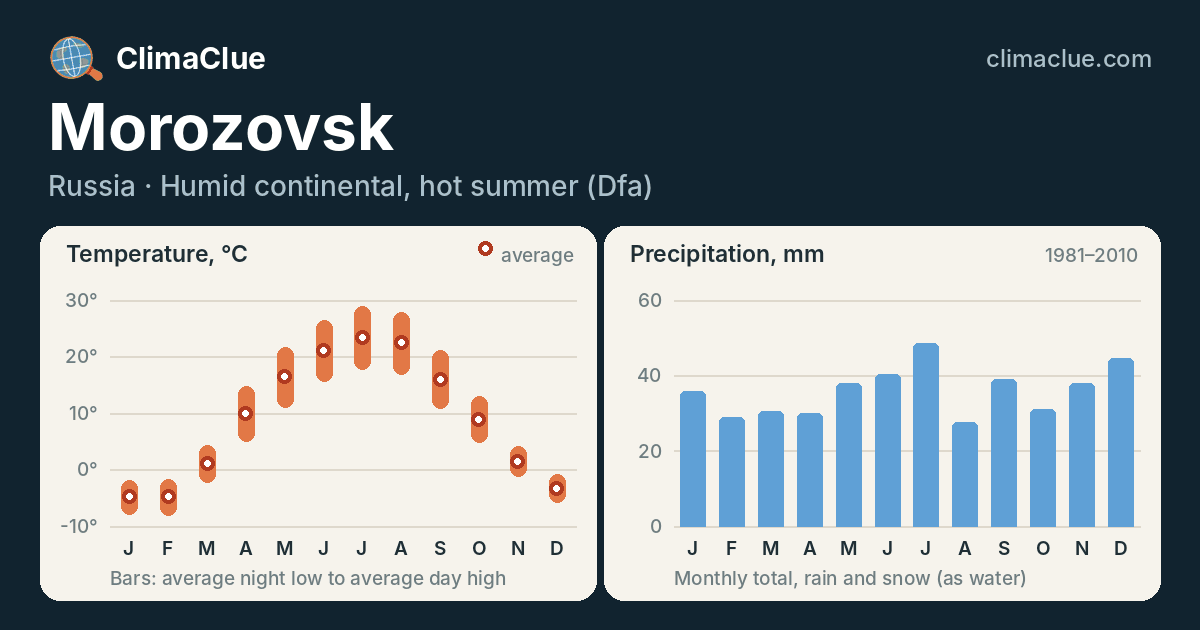 ClimaClue
climaclue.com
Morozovsk
Russia · Humid continental, hot summer (Dfa)
Temperature, °C
average
30°
20°
10°
0°
-10°
J F M A M J J A S O N D
Bars: average night low to average day high
Precipitation, mm
1981–2010
60
40
20
0
J F M A M J J A S O N D
Monthly total, rain and snow (as water)